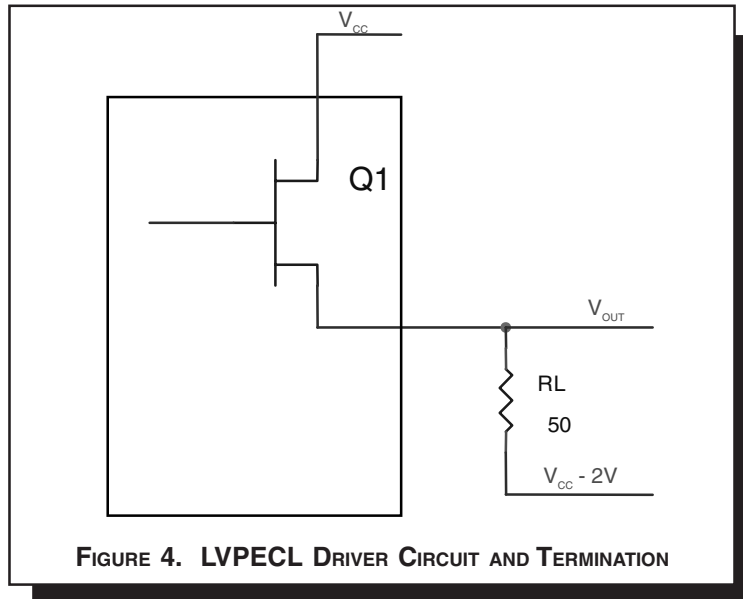 V_CC
Q1
V_OUT
RL
50
V_CC - 2V
FIGURE 4. LVPECL DRIVER CIRCUIT AND TERMINATION